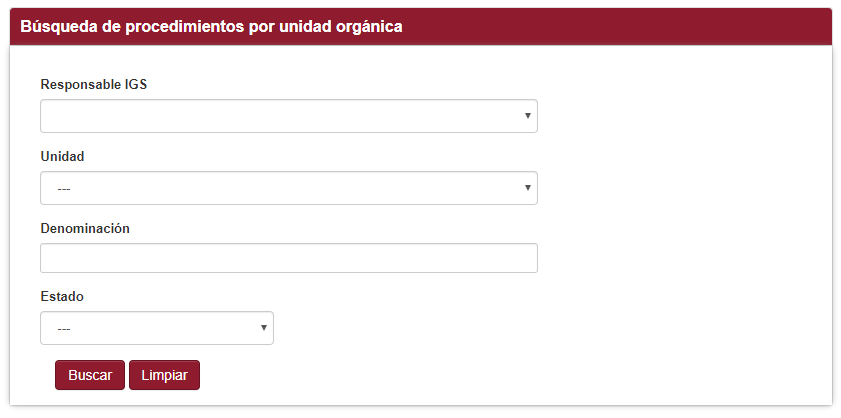 Búsqueda de procedimientos por unidad orgánica
Responsable IGS
Unidad
---
Denominación
Estado
---
Buscar Limpiar